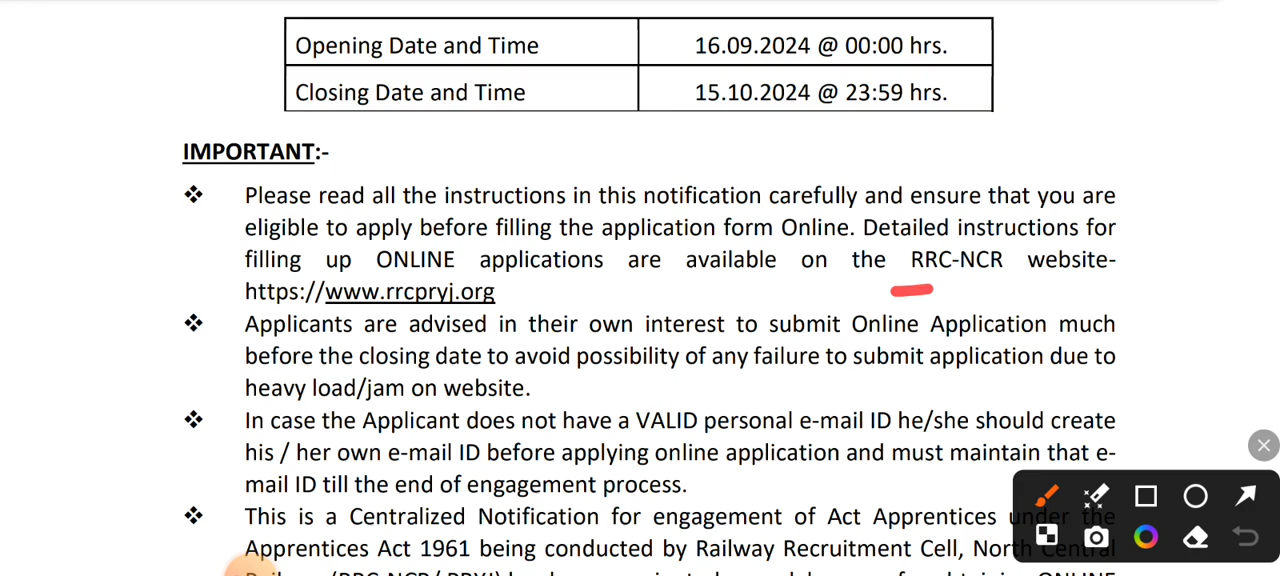 Opening Date and Time 16.09.2024 @ 00:00 hrs.
Closing Date and Time 15.10.2024 @ 23:59 hrs.
IMPORTANT:-
❖ Please read all the instructions in this notification carefully and ensure that you are
eligible to apply before filling the application form Online. Detailed instructions for
filling up ONLINE applications are available on the RRC-NCR website-
https://www.rrcpryj.org
❖ Applicants are advised in their own interest to submit Online Application much
before the closing date to avoid possibility of any failure to submit application due to
heavy load/jam on website.
❖ In case the Applicant does not have a VALID personal e-mail ID he/she should create
his / her own e-mail ID before applying online application and must maintain that e-
mail ID till the end of engagement process.
❖ This is a Centralized Notification for engagement of Act Apprentices under the
Apprentices Act 1961 being conducted by Railway Recruitment Cell, North Central